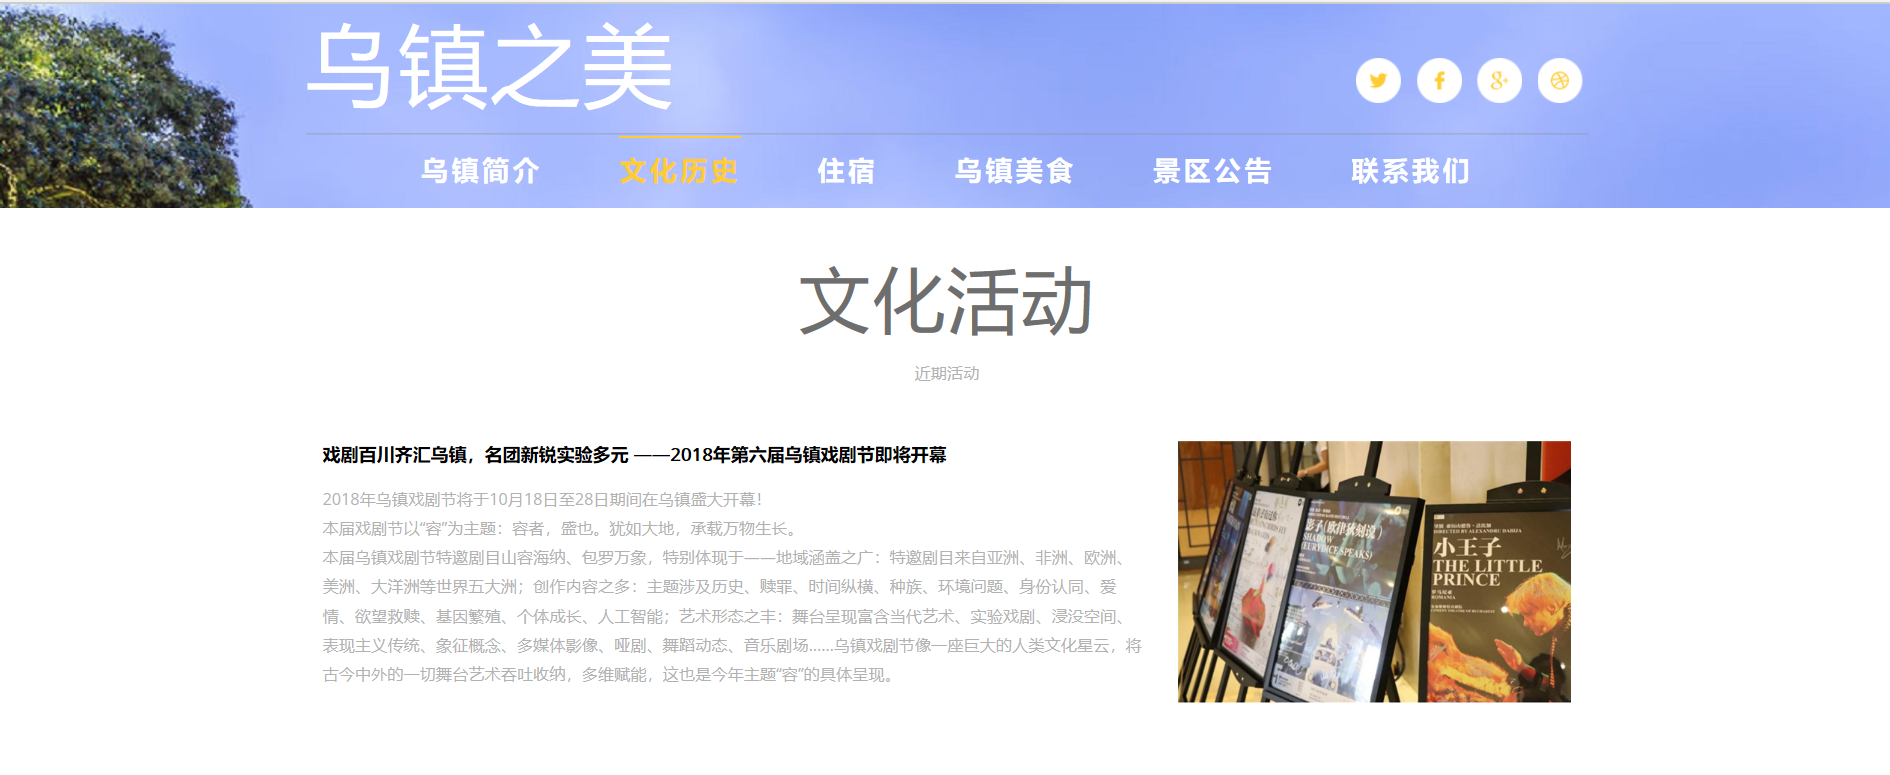 乌镇之美
乌镇简介
文化历史
住宿
乌镇美食
景区公告
联系我们
文化活动
近期活动
戏剧百川齐汇乌镇，名团新锐实验多元 ——2018年第六届乌镇戏剧节即将开幕
2018年乌镇戏剧节将于10月18日至28日期间在乌镇盛大开幕！
本届戏剧节以“容”为主题：容者，盛也。犹如大地，承载万物生长。
本届乌镇戏剧节特邀剧目山容海纳、包罗万象，特别体现于——地域涵盖之广：特邀剧目来自亚洲、非洲、欧洲、
美洲、大洋洲等世界五大洲；创作内容之多：主题涉及历史、赎罪、时间纵横、种族、环境问题、身份认同、爱
情、欲望救赎、基因繁殖、个体成长、人工智能；艺术形态之丰：舞台呈现富含当代艺术、实验戏剧、浸没空间、
表现主义传统、象征概念、多媒体影像、哑剧、舞蹈动态、音乐剧场......乌镇戏剧节像一座巨大的人类文化星云，将
古今中外的一切舞台艺术吞吐收纳，多维赋能，这也是今年主题“容”的具体呈现。
影子(欧律狄刻说)
SHADOW
(EURYDICE SPEAKS)
DIRECTED BY ALEXANDRU DABIJA
小王子
THE LITTLE
PRINCE
罗马尼亚
ROMANIA